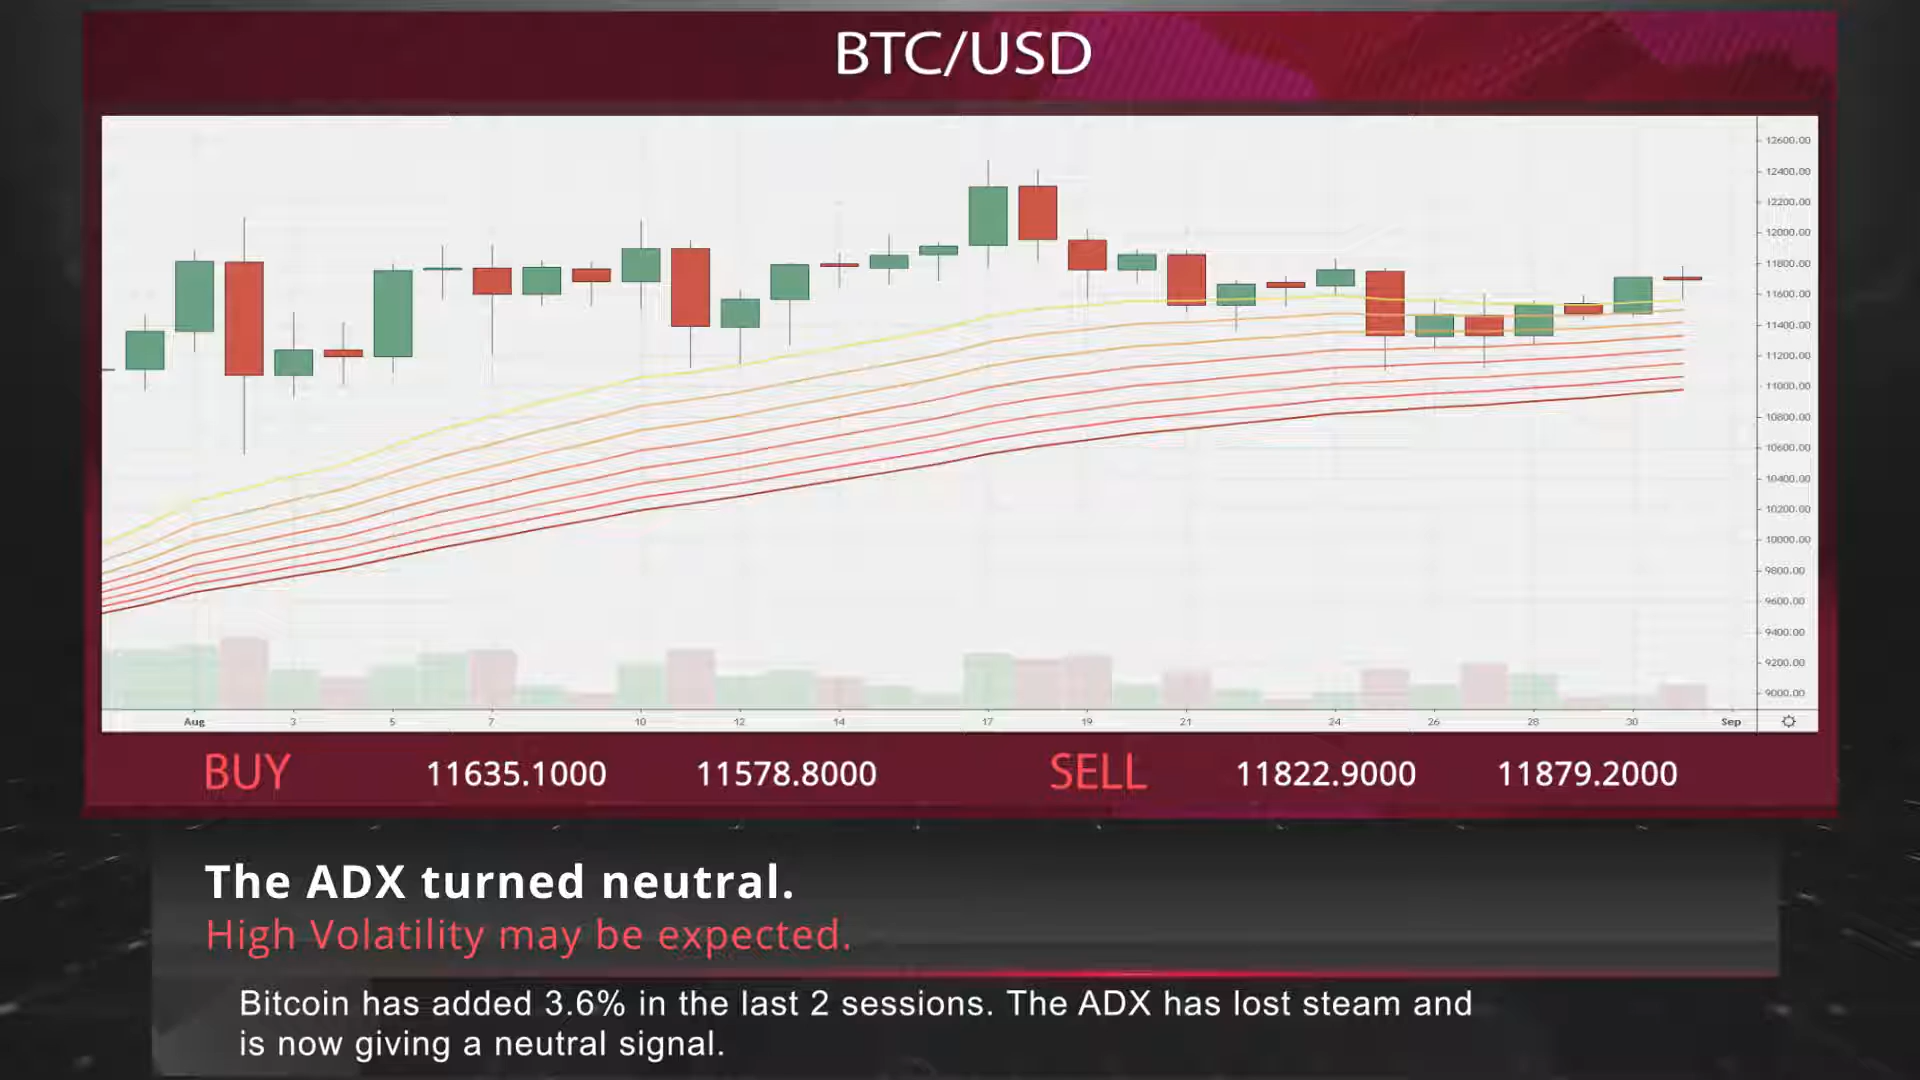 BTC/USD
12600.00
12400.00
12200.00
12000.00
11800.00
11600.00
11400.00
11200.00
11000.00
10800.00
10600.00
10400.00
10200.00
10000.00
9800.00
9600.00
9400.00
9200.00
9000.00
Aug 3 5 7 10 12 14 17 19 21 24 26 28 30 Sep
BUY 11635.1000 11578.8000 SELL 11822.9000 11879.2000
The ADX turned neutral.
High Volatility may be expected.
Bitcoin has added 3.6% in the last 2 sessions. The ADX has lost steam and
is now giving a neutral signal.